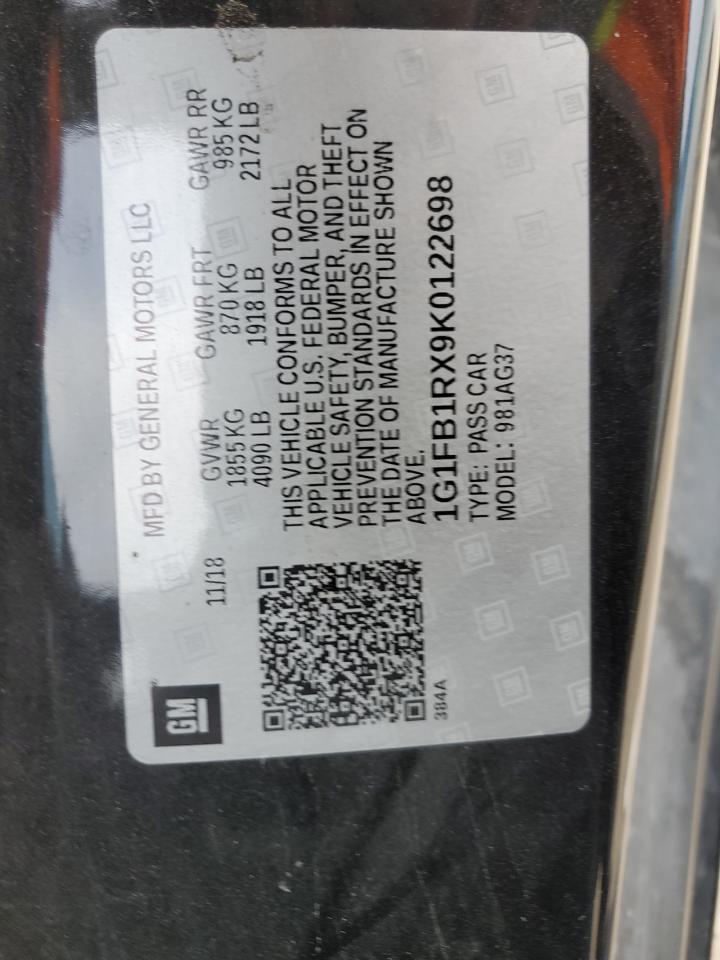 GM
MFD BY GENERAL MOTORS LLC
11/18 GVWR GAWR FRT GAWR RR
1855 KG 870 KG 985 KG
4090 LB 1918 LB 2172 LB
THIS VEHICLE CONFORMS TO ALL
APPLICABLE U.S. FEDERAL MOTOR
VEHICLE SAFETY, BUMPER, AND THEFT
PREVENTION STANDARDS IN EFFECT ON
THE DATE OF MANUFACTURE SHOWN
ABOVE.
1G1FB1RX9K0122698
384A
TYPE: PASS CAR
MODEL: 981AG37